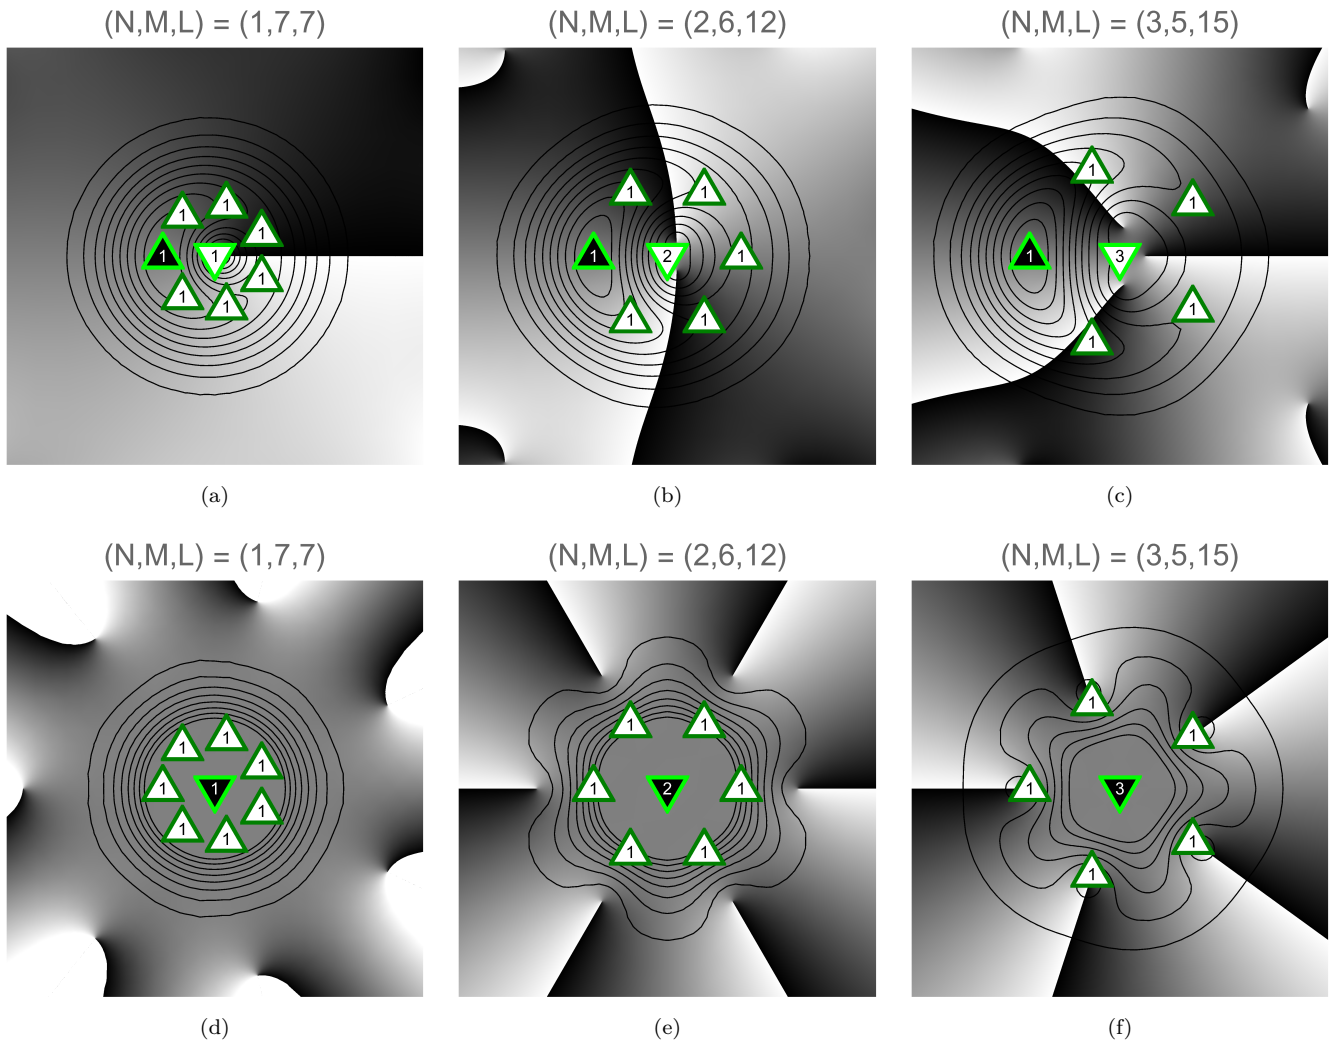 (N,M,L) = (1,7,7) (N,M,L) = (2,6,12) (N,M,L) = (3,5,15)
1 1 1 1 1 1 1 1
1 1 1 2 1 1 1
1 1 1 3 1 1
(a) (b) (c)
(N,M,L) = (1,7,7) (N,M,L) = (2,6,12) (N,M,L) = (3,5,15)
1 1 1 1 1 1 1 1
1 1 1 2 1 1 1
1 1 1 3 1 1
(d) (e) (f)